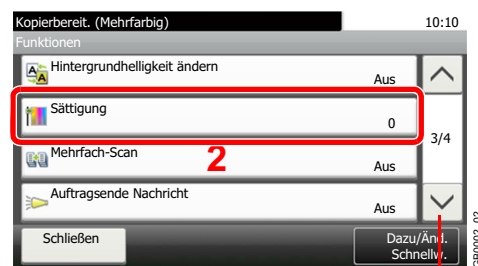 Kopierbereit. (Mehrfarbig) 10:10
Funktionen
Hintergrundhelligkeit ändern
Aus
Sättigung
0
3/4
Mehrfach-Scan
2
Aus
Auftragsende Nachricht
Aus
Schließen
Dazu/Änd.
Schnellw.
GB0002_02